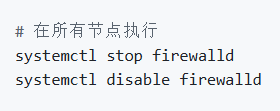 # 在所有节点执行
systemctl stop firewalld
systemctl disable firewalld